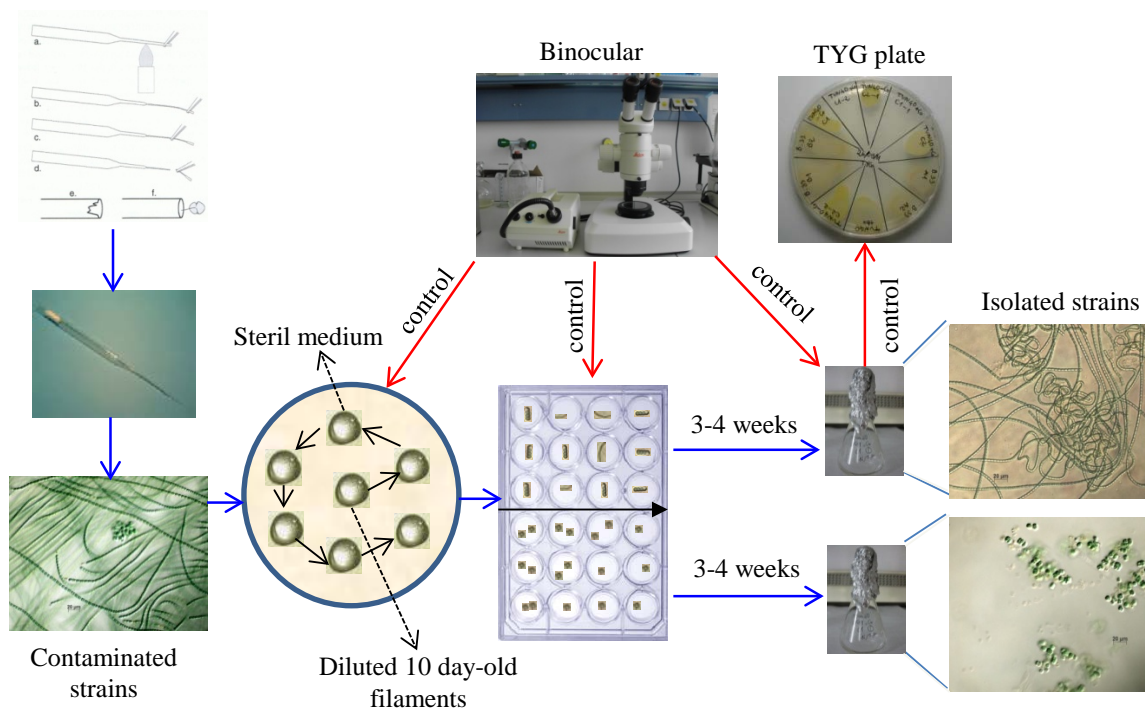 Binocular
TYG plate
a.
b.
c.
d.
e. f.
control
control
control
control
Isolated strains
Steril medium
3-4 weeks
3-4 weeks
Contaminated
strains
Diluted 10 day-old
filaments